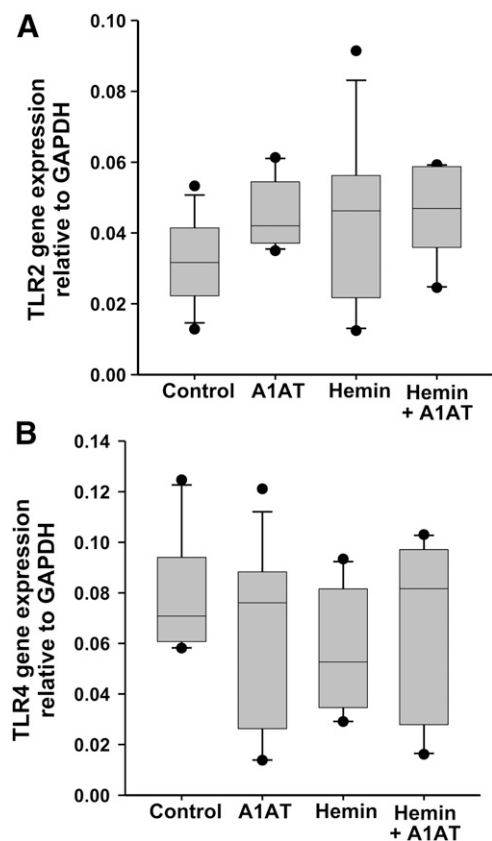 A
TLR2 gene expression
relative to GAPDH
0.10
0.08
0.06
0.04
0.02
0.00
Control A1AT Hemin Hemin
+ A1AT
B
TLR4 gene expression
relative to GAPDH
0.14
0.12
0.10
0.08
0.06
0.04
0.02
0.00
Control A1AT Hemin Hemin
+ A1AT